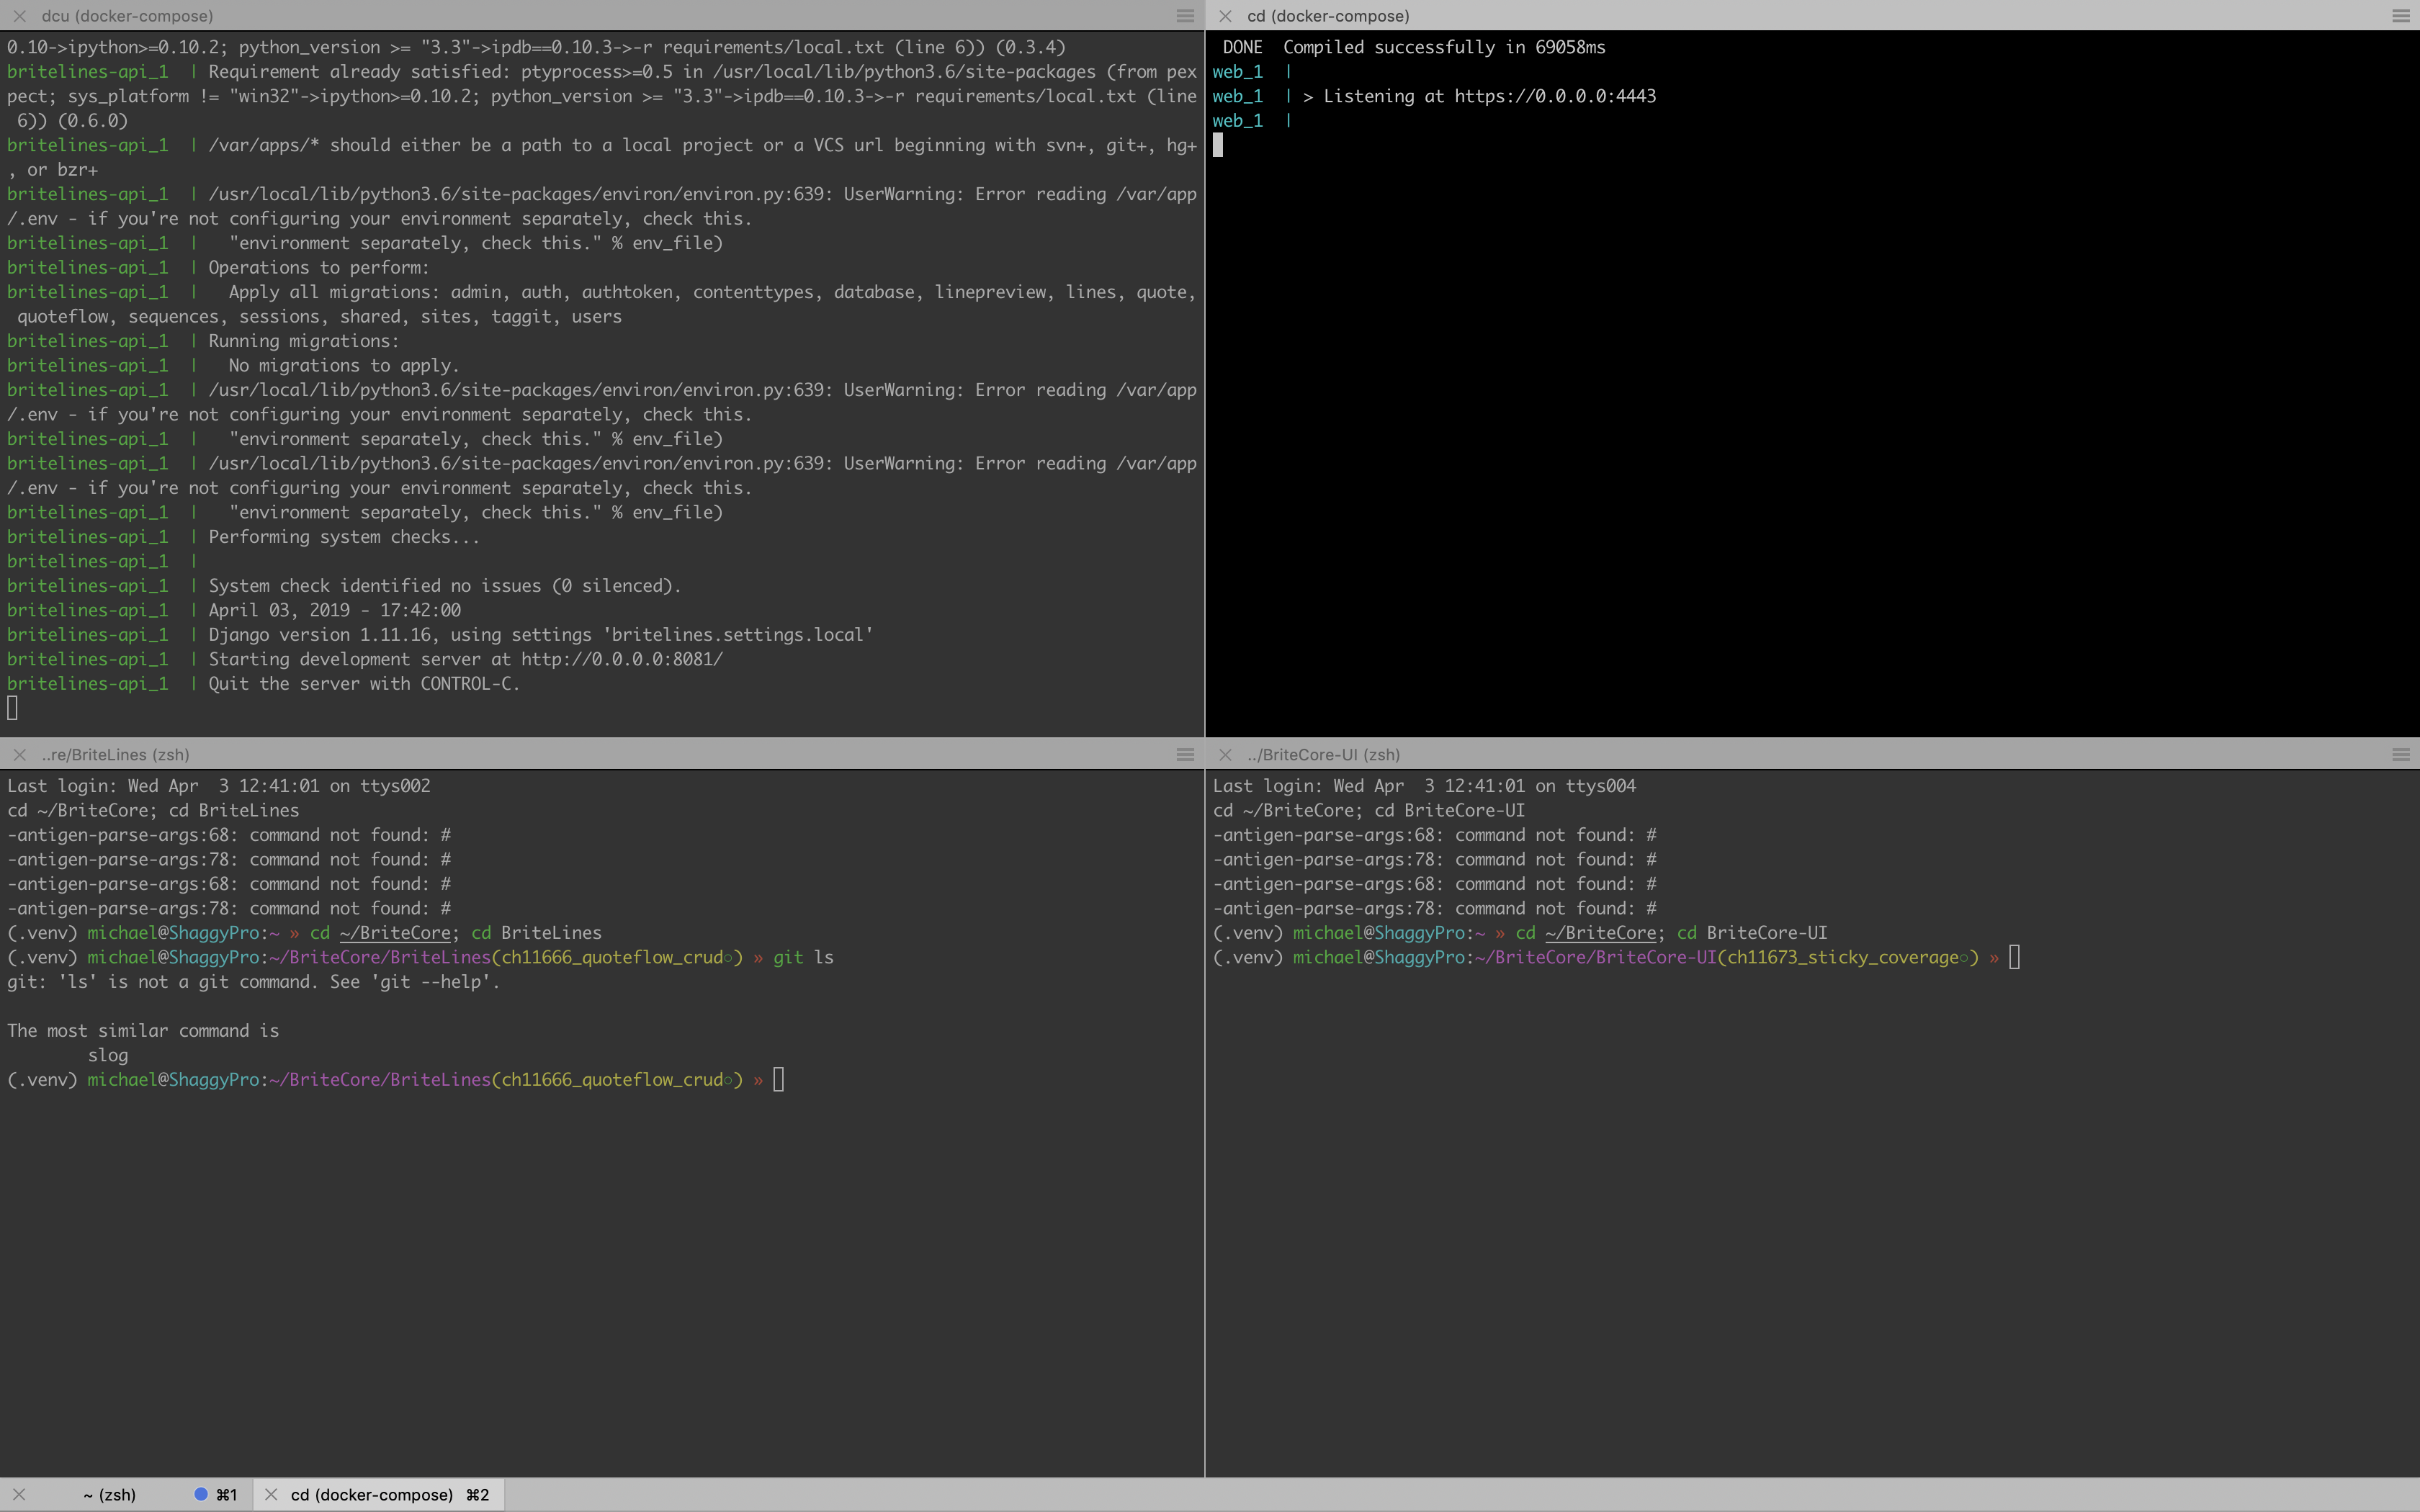 dcu (docker-compose)
0.10->ipython>=0.10.2; python_version >= "3.3"->ipdb==0.10.3->-r requirements/local.txt (line 6)) (0.3.4)
britelines-api_1  | Requirement already satisfied: ptyprocess>=0.5 in /usr/local/lib/python3.6/site-packages (from pex
pect; sys_platform != "win32"->ipython>=0.10.2; python_version >= "3.3"->ipdb==0.10.3->-r requirements/local.txt (line
 6)) (0.6.0)
britelines-api_1  | /var/apps/* should either be a path to a local project or a VCS url beginning with svn+, git+, hg+
, or bzr+
britelines-api_1  | /usr/local/lib/python3.6/site-packages/environ/environ.py:639: UserWarning: Error reading /var/app
/.env - if you're not configuring your environment separately, check this.
britelines-api_1  |   "environment separately, check this." % env_file)
britelines-api_1  | Operations to perform:
britelines-api_1  |   Apply all migrations: admin, auth, authtoken, contenttypes, database, linepreview, lines, quote,
 quoteflow, sequences, sessions, shared, sites, taggit, users
britelines-api_1  | Running migrations:
britelines-api_1  |   No migrations to apply.
britelines-api_1  | /usr/local/lib/python3.6/site-packages/environ/environ.py:639: UserWarning: Error reading /var/app
/.env - if you're not configuring your environment separately, check this.
britelines-api_1  |   "environment separately, check this." % env_file)
britelines-api_1  | /usr/local/lib/python3.6/site-packages/environ/environ.py:639: UserWarning: Error reading /var/app
/.env - if you're not configuring your environment separately, check this.
britelines-api_1  |   "environment separately, check this." % env_file)
britelines-api_1  | Performing system checks...
britelines-api_1  |
britelines-api_1  | System check identified no issues (0 silenced).
britelines-api_1  | April 03, 2019 - 17:42:00
britelines-api_1  | Django version 1.11.16, using settings 'britelines.settings.local'
britelines-api_1  | Starting development server at http://0.0.0.0:8081/
britelines-api_1  | Quit the server with CONTROL-C.
cd (docker-compose)
 DONE  Compiled successfully in 69058ms
web_1  |
web_1  | > Listening at https://0.0.0.0:4443
web_1  |
..re/BriteLines (zsh)
Last login: Wed Apr  3 12:41:01 on ttys002
cd ~/BriteCore; cd BriteLines
-antigen-parse-args:68: command not found: #
-antigen-parse-args:78: command not found: #
-antigen-parse-args:68: command not found: #
-antigen-parse-args:78: command not found: #
(.venv) michael@ShaggyPro:~ » cd ~/BriteCore; cd BriteLines
(.venv) michael@ShaggyPro:~/BriteCore/BriteLines(ch11666_quoteflow_crud○) » git ls
git: 'ls' is not a git command. See 'git --help'.
The most similar command is
        slog
(.venv) michael@ShaggyPro:~/BriteCore/BriteLines(ch11666_quoteflow_crud○) »
../BriteCore-UI (zsh)
Last login: Wed Apr  3 12:41:01 on ttys004
cd ~/BriteCore; cd BriteCore-UI
-antigen-parse-args:68: command not found: #
-antigen-parse-args:78: command not found: #
-antigen-parse-args:68: command not found: #
-antigen-parse-args:78: command not found: #
(.venv) michael@ShaggyPro:~ » cd ~/BriteCore; cd BriteCore-UI
(.venv) michael@ShaggyPro:~/BriteCore/BriteCore-UI(ch11673_sticky_coverage○) »
~ (zsh) ⌘1
cd (docker-compose) ⌘2